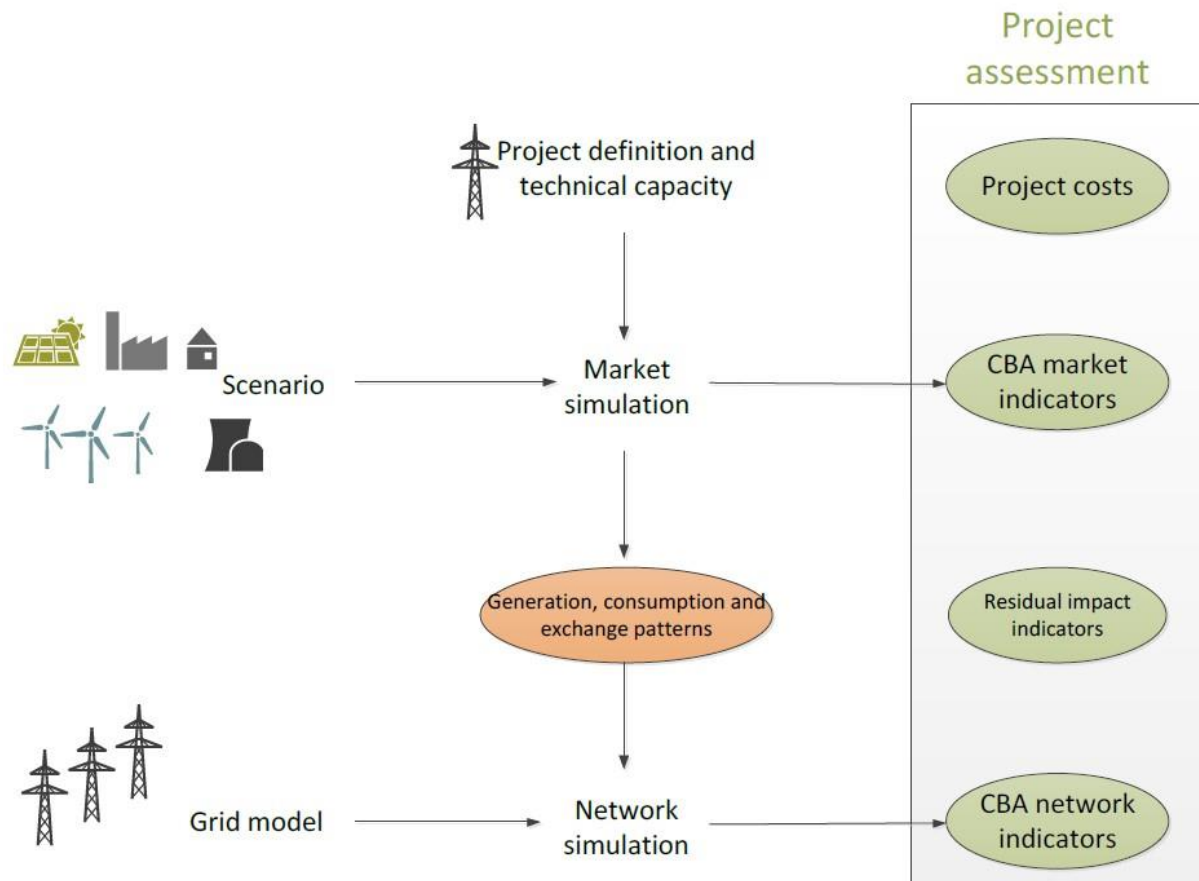 Project
assessment
Project definition and
technical capacity
Project costs
Scenario
Market
simulation
CBA market
indicators
Generation, consumption and
exchange patterns
Residual impact
indicators
Grid model
Network
simulation
CBA network
indicators